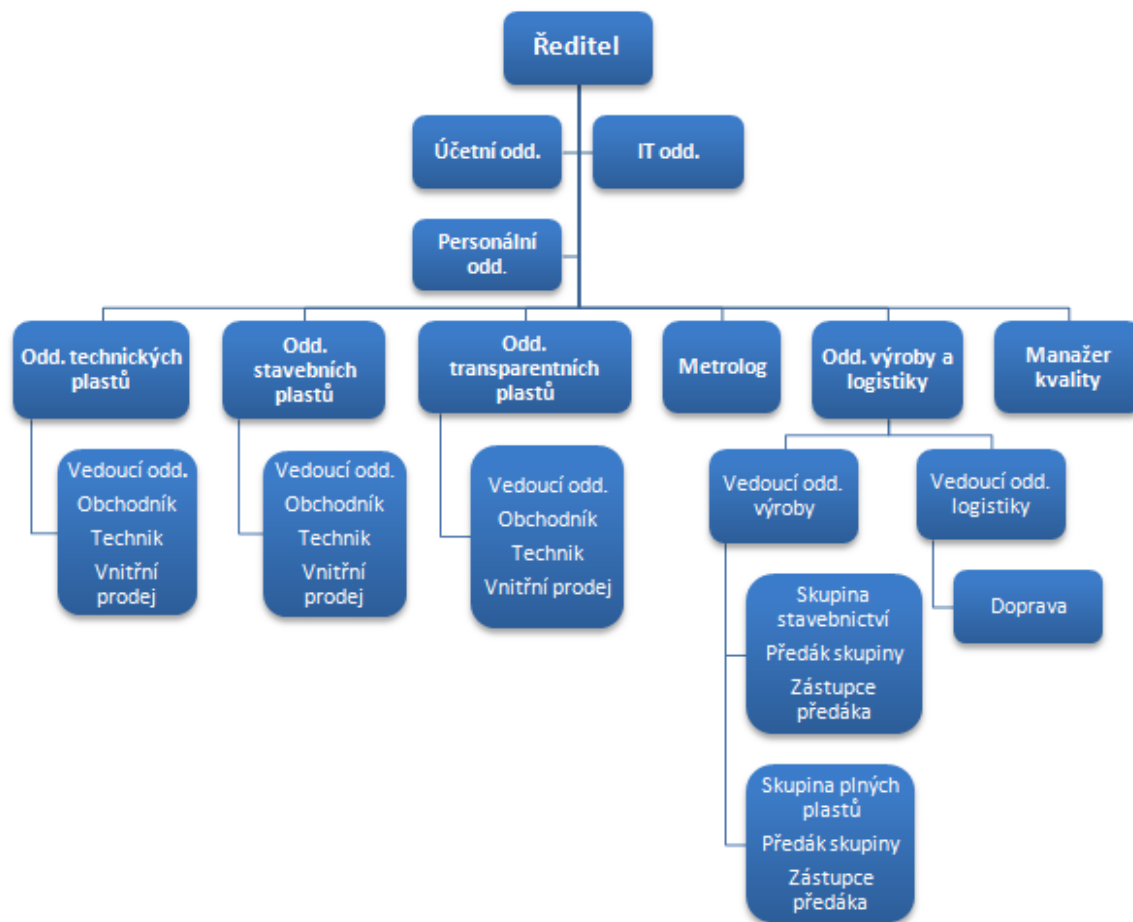 Ředitel
Účetní odd.
IT odd.
Personální
odd.
Odd. technických
plastů
Odd.
stavebních
plastů
Odd.
transparentních
plastů
Metrolog
Odd. výroby a
logistiky
Manažer
kvality
Vedoucí odd.
Obchodník
Technik
Vnitřní
prodej
Vedoucí odd.
Obchodník
Technik
Vnitřní
prodej
Vedoucí odd.
Obchodník
Technik
Vnitřní prodej
Vedoucí odd.
výroby
Vedoucí odd.
logistiky
Skupina
stavebnictví
Předák skupiny
Zástupce
předáka
Doprava
Skupina plných
plastů
Předák skupiny
Zástupce
předáka